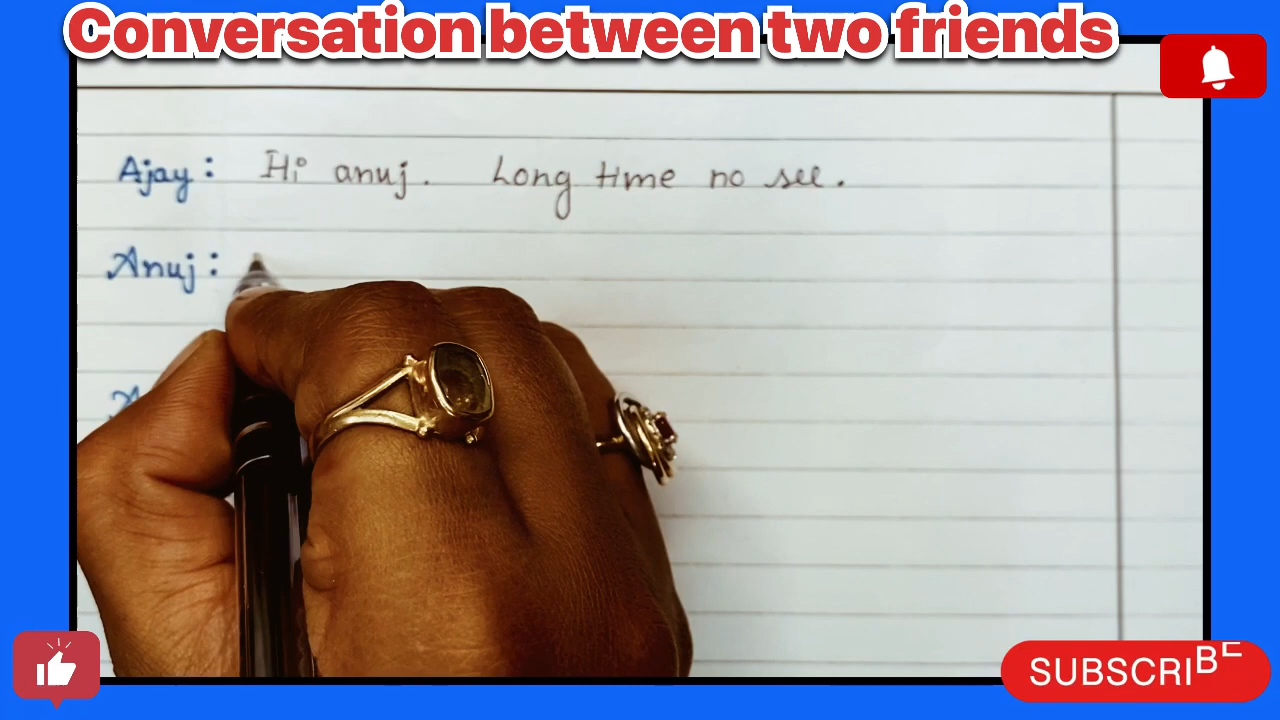 Conversation between two friends
Ajay: Hi anuj. Long time no see.
Anuj:
SUBSCRIBE